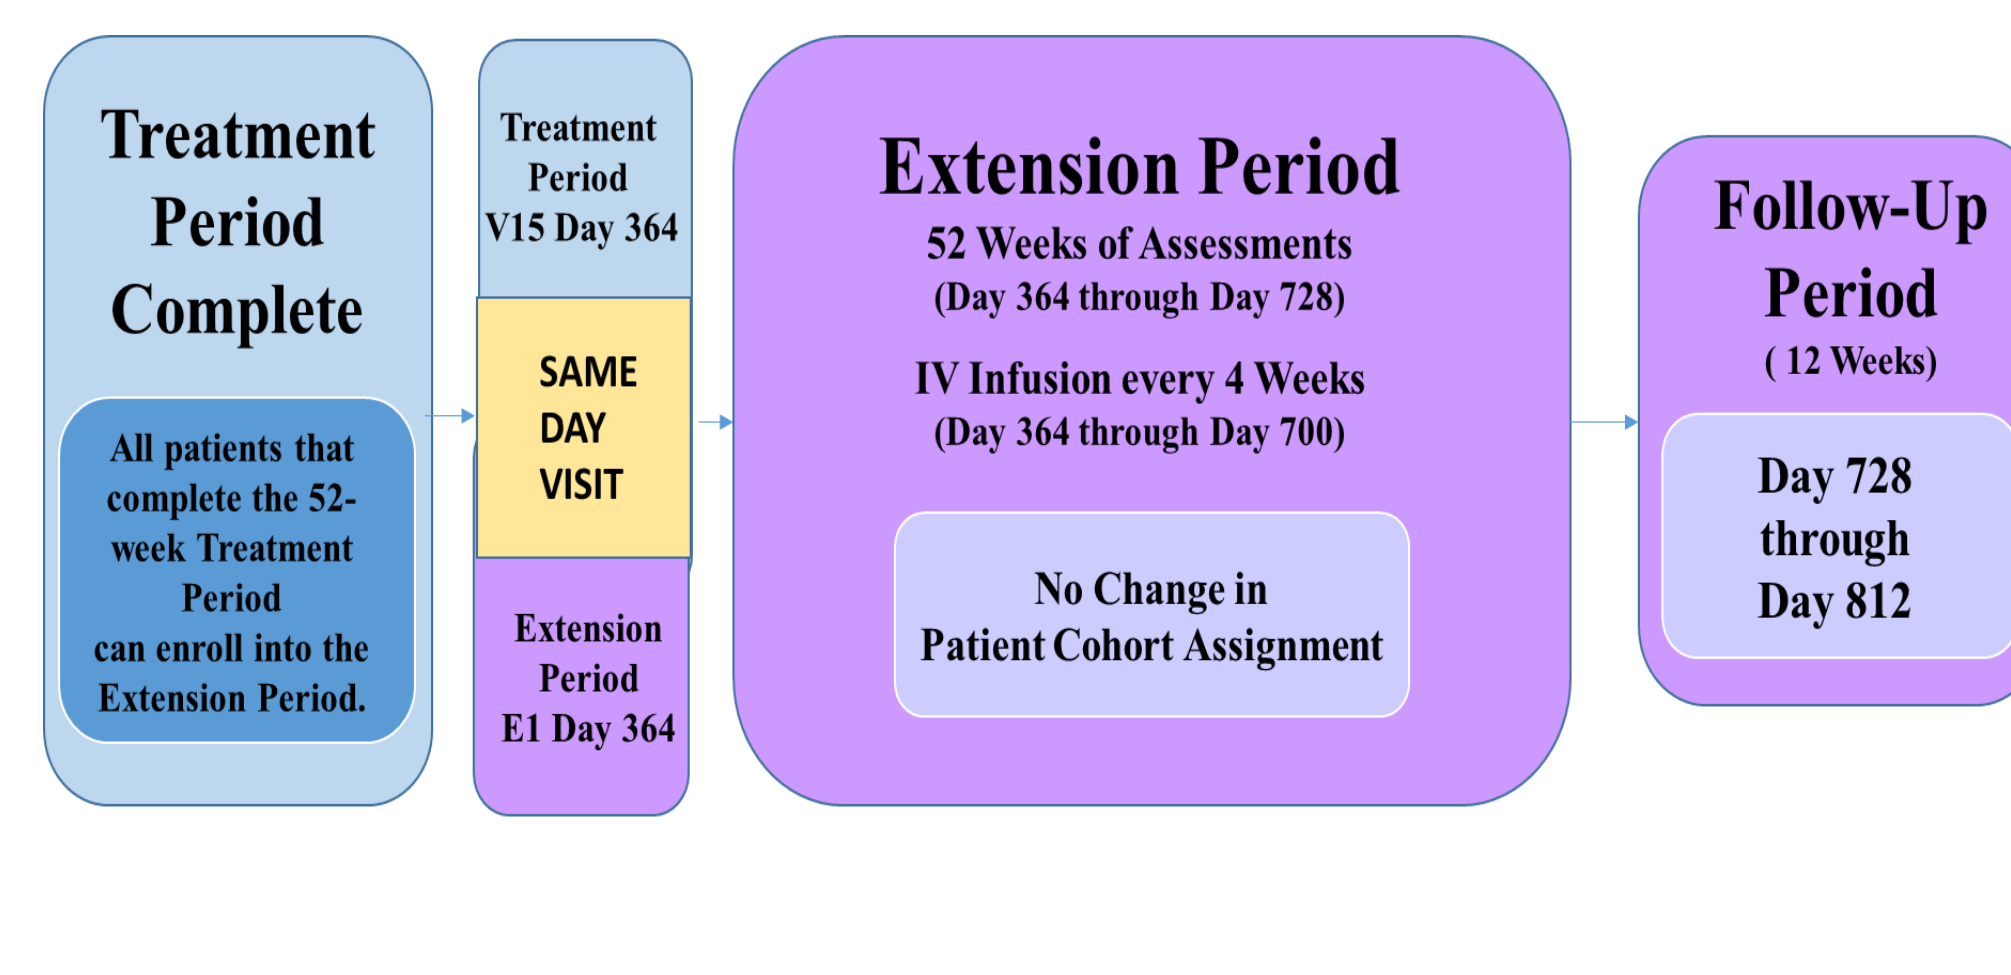 Treatment
Period
Complete
All patients that
complete the 52-
week Treatment
Period
can enroll into the
Extension Period.
Treatment
Period
V15 Day 364
SAME
DAY
VISIT
Extension
Period
E1 Day 364
Extension Period
52 Weeks of Assessments
(Day 364 through Day 728)
IV Infusion every 4 Weeks
(Day 364 through Day 700)
No Change in
Patient Cohort Assignment
Follow-Up
Period
( 12 Weeks)
Day 728
through
Day 812